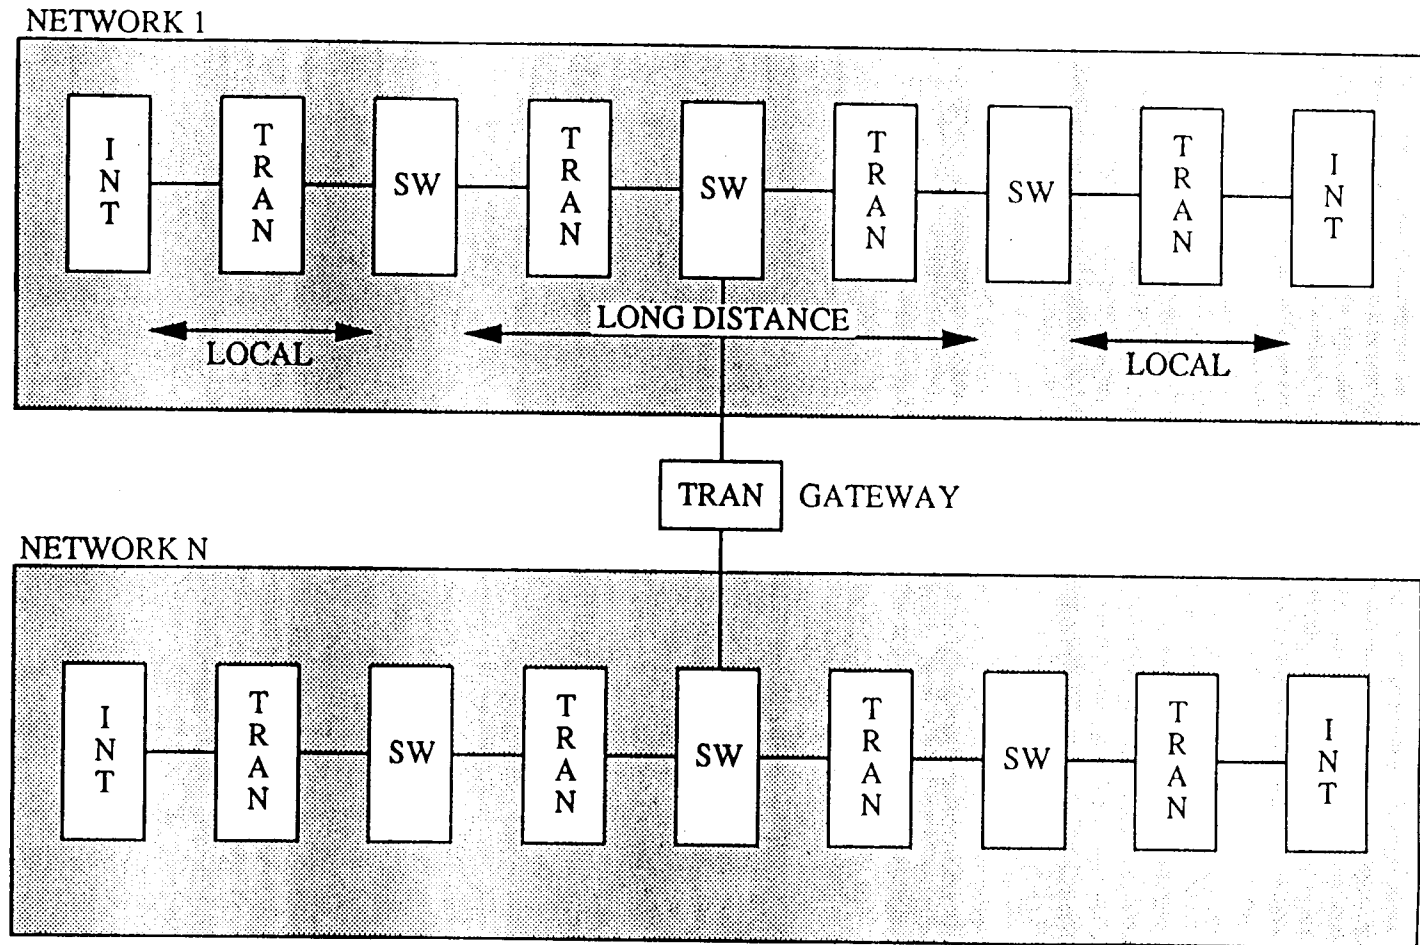 NETWORK 1
INT
TRAN
SW
TRAN
SW
TRAN
SW
TRAN
INT
LOCAL
LONG DISTANCE
LOCAL
TRAN
GATEWAY
NETWORK N
INT
TRAN
SW
TRAN
SW
TRAN
SW
TRAN
INT